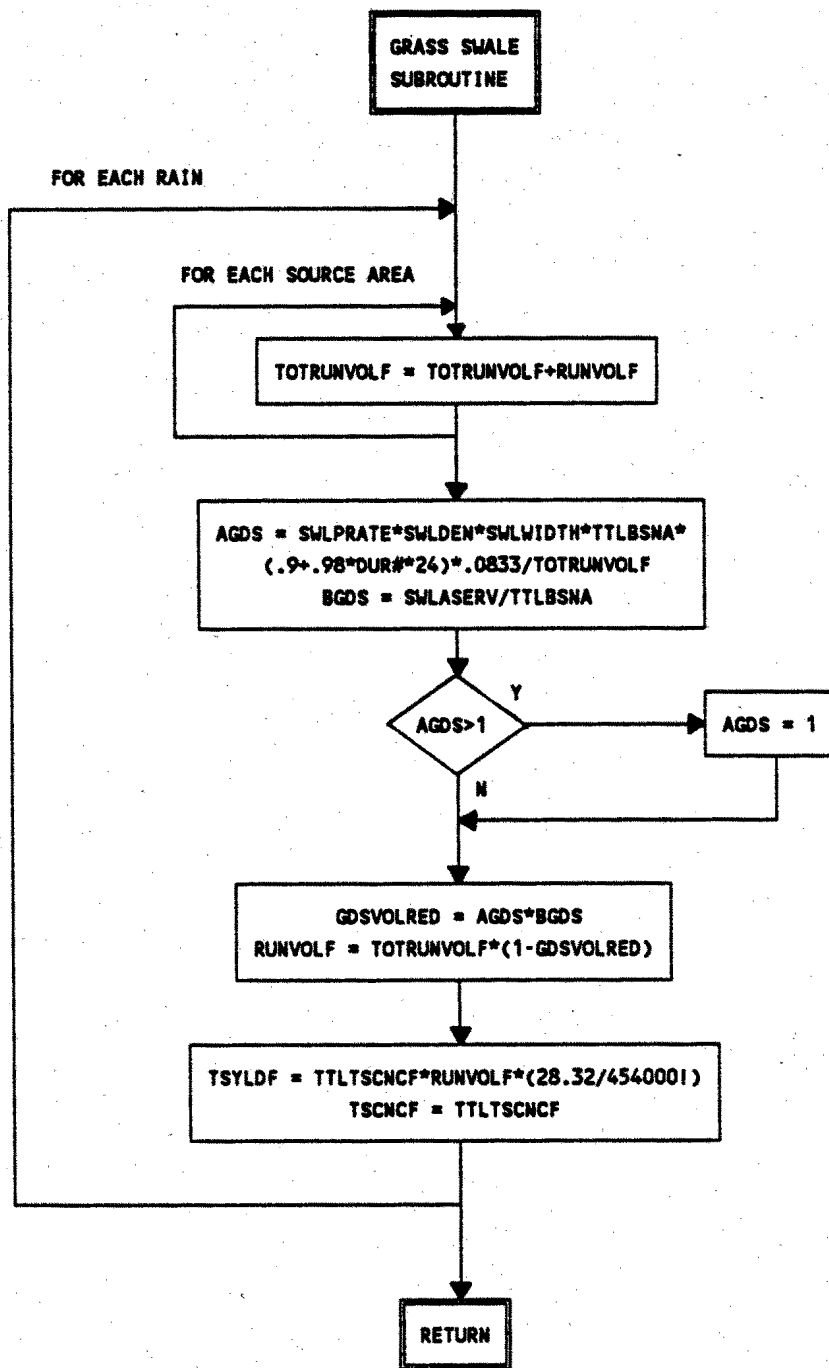 GRASS SWALE
SUBROUTINE
FOR EACH RAIN
FOR EACH SOURCE AREA
TOTRUNVOLF = TOTRUNVOLF+RUNVOLF
AGDS = SWLPRATE*SWLDEN*SWLWIDTH*TTLBSNA*
(.9+.98*DUR#*24)*.0833/TOTRUNVOLF
BGDS = SWLASERV/TTLBSNA
AGDS>1
Y
AGDS = 1
N
GDSVOLRED = AGDS*BGDS
RUNVOLF = TOTRUNVOLF*(1-GDSVOLRED)
TSYLDF = TTLTSCNCF*RUNVOLF*(28.32/454000!)
TSCNCF = TTLTSCNCF
RETURN